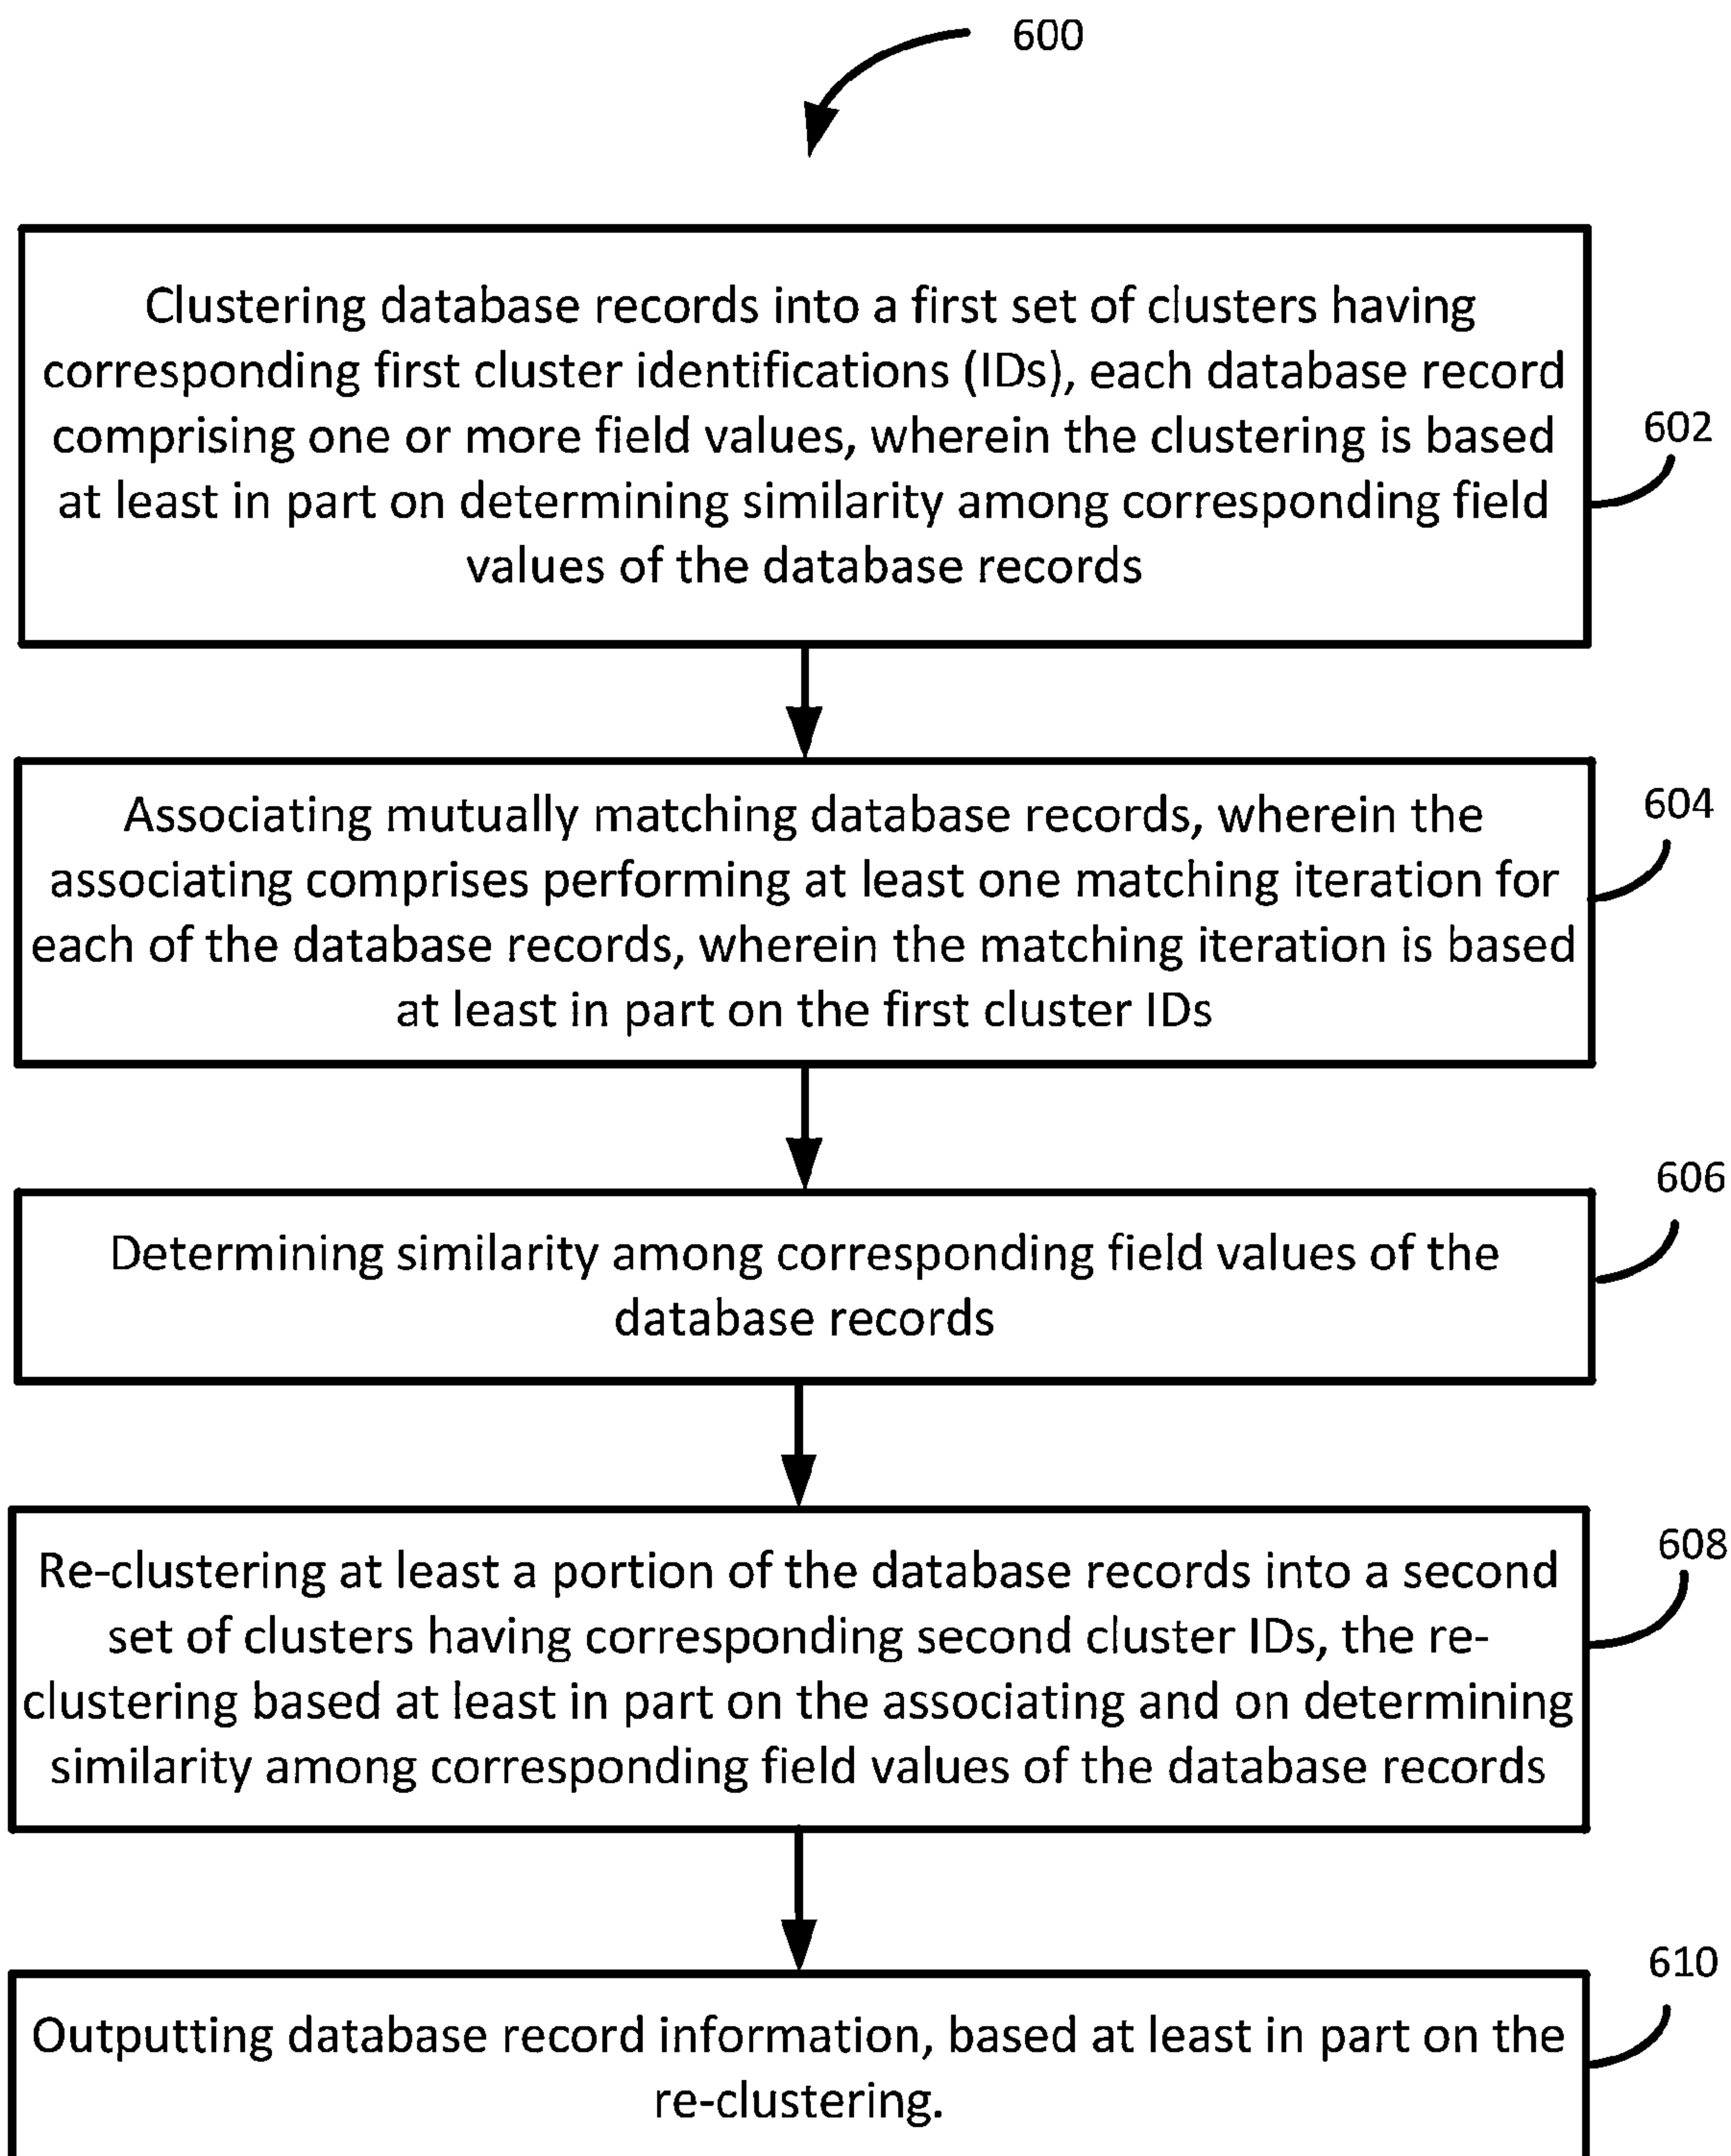 600
Clustering database records into a first set of clusters having
corresponding first cluster identifications (IDs), each database record
comprising one or more field values, wherein the clustering is based
at least in part on determining similarity among corresponding field
values of the database records
602
Associating mutually matching database records, wherein the
associating comprises performing at least one matching iteration for
each of the database records, wherein the matching iteration is based
at least in part on the first cluster IDs
604
Determining similarity among corresponding field values of the
database records
606
Re-clustering at least a portion of the database records into a second
set of clusters having corresponding second cluster IDs, the re-
clustering based at least in part on the associating and on determining
similarity among corresponding field values of the database records
608
Outputting database record information, based at least in part on the
re-clustering.
610